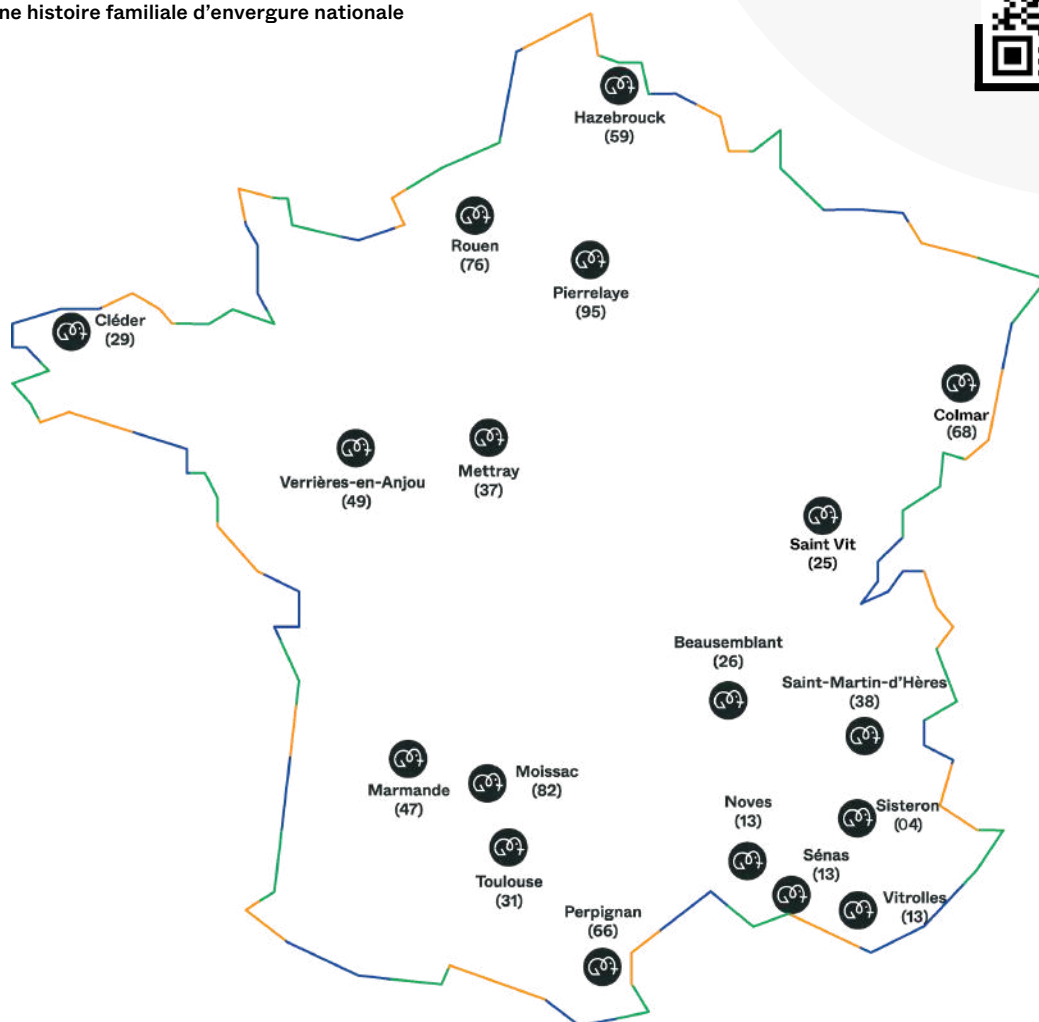 ne histoire familiale d'envergure nationale
Hazebrouck
(59)
Rouen
(76)
Pierrelaye
(95)
Cléder
(29)
Colmar
(68)
Verrières-en-Anjou
(49)
Mettray
(37)
Saint Vit
(25)
Beausemblant
(26)
Saint-Martin-d'Hères
(38)
Marmande
(47)
Moissac
(82)
Noves
(13)
Sisteron
(04)
Sénas
(13)
Toulouse
(31)
Vitrolles
(13)
Perpignan
(66)